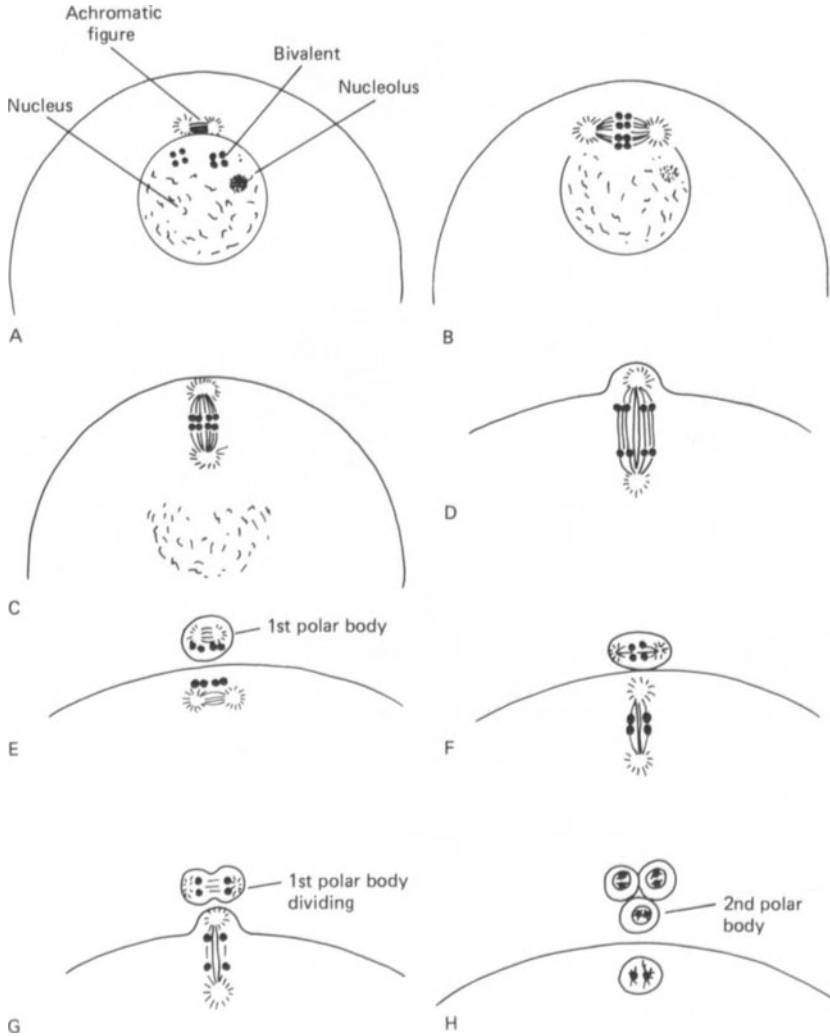 Achromatic
figure
Bivalent
Nucleolus
Nucleus
A
B
C
D
1st polar body
E
F
1st polar body
dividing
2nd polar
body
G
H